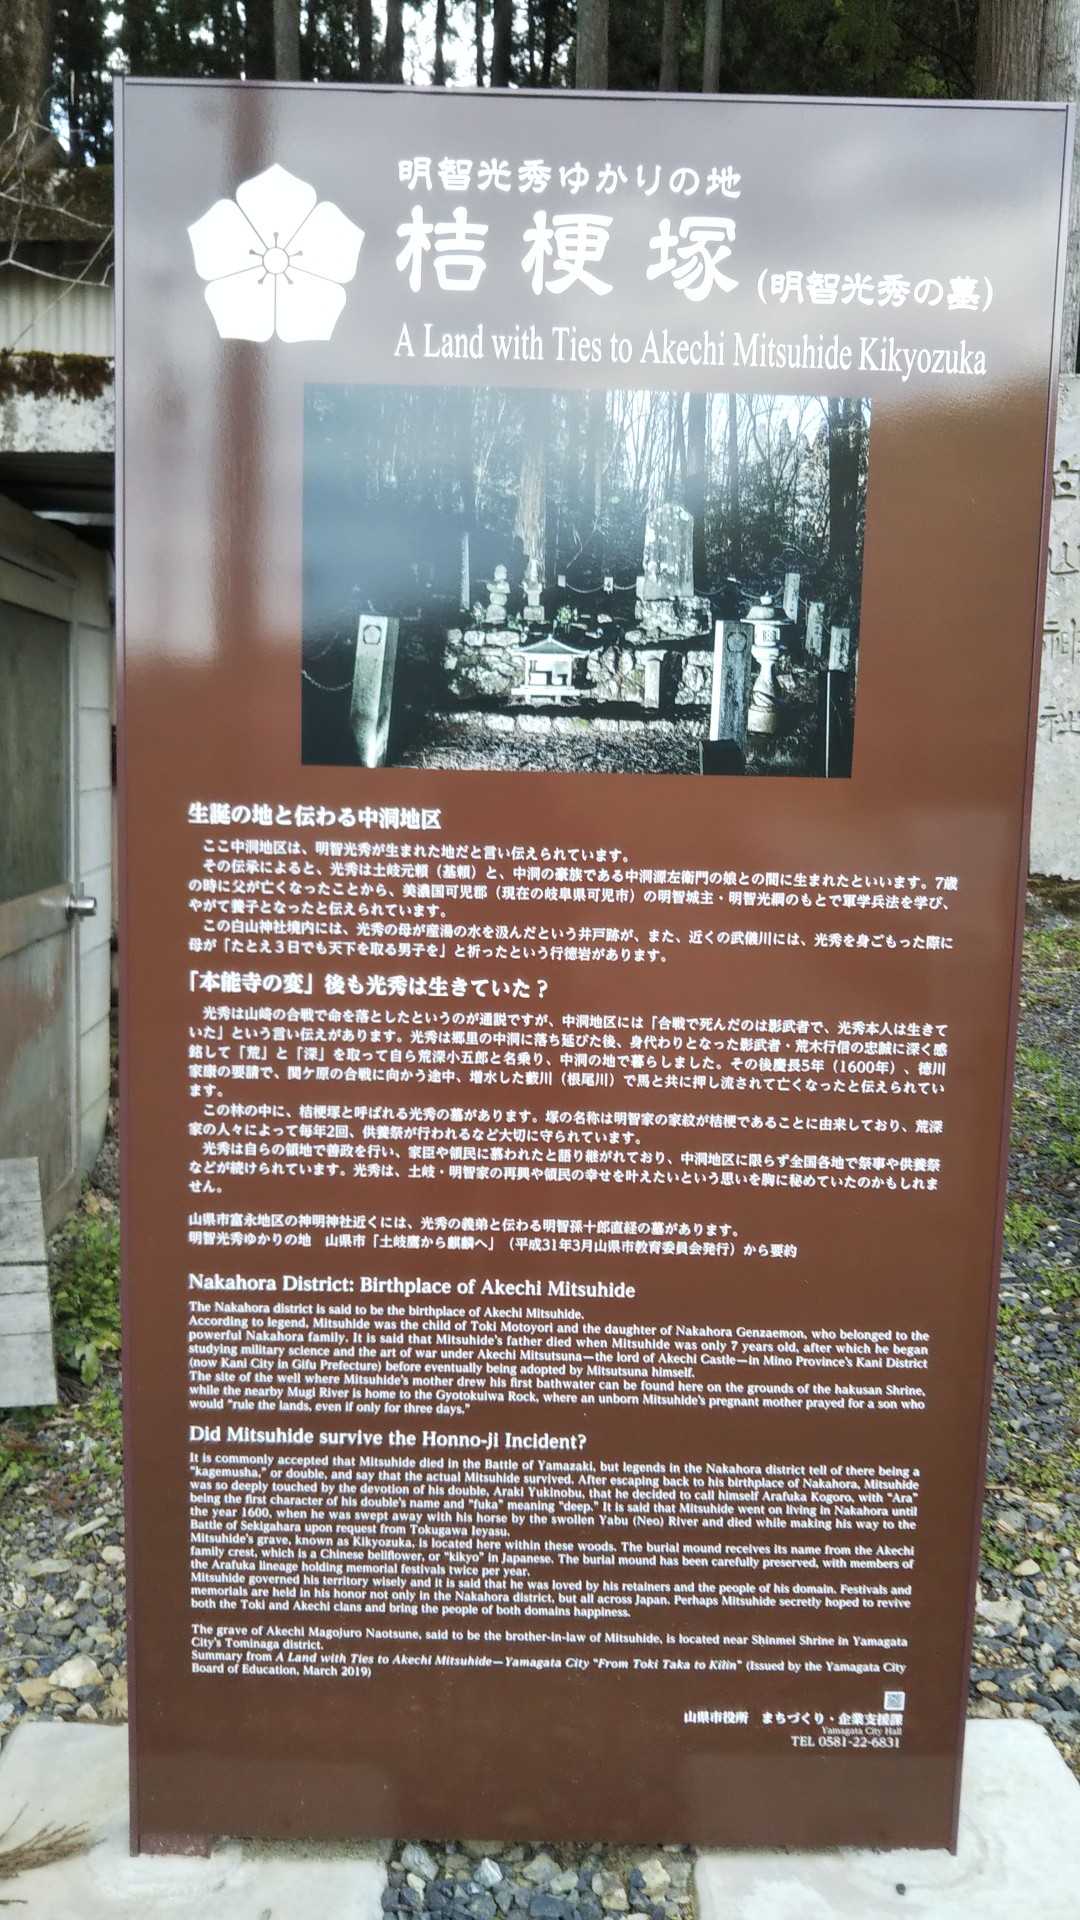 明智光秀ゆかりの地
桔梗塚
(明智光秀の墓)
A Land with Ties to Akechi Mitsuhide Kikyozuka
生誕の地と伝わる中洞地区
ここ中洞地区は、明智光秀が生まれた地だと言い伝えられています。
その伝承によると、光秀は土岐元頼（基頼）と、中洞の豪族である中洞源左衛門の娘との間に生まれたといいます。7歳
の時に父が亡くなったことから、美濃国可児郡（現在の岐阜県可児市）の明智城主・明智光綱のもとで軍学兵法を学び、
やがて養子となったと伝えられています。
この白山神社境内には、光秀の母が産湯の水を汲んだという井戸跡が、また、近くの武儀川には、光秀を身ごもった際に
母が「たとえ３日でも天下を取る男子を」と祈ったという行徳岩があります。
「本能寺の変」後も光秀は生きていた？
光秀は山崎の合戦で命を落としたというのが通説ですが、中洞地区には「合戦で死んだのは影武者で、光秀本人は生きて
いた」という言い伝えがあります。光秀は郷里の中洞に落ち延びた後、身代わりとなった影武者・荒木行信の忠誠に深く感
銘して「荒」と「深」を取って自ら荒深小五郎と名乗り、中洞の地で暮らしました。その後慶長5年（1600年）、徳川
家康の要請で、関ケ原の合戦に向かう途中、増水した藪川（根尾川）で馬と共に押し流されて亡くなったと伝えられてい
ます。
この林の中に、桔梗塚と呼ばれる光秀の墓があります。塚の名称は明智家の家紋が桔梗であることに由来しており、荒深
家の人々によって毎年2回、供養祭が行われるなど大切に守られています。
光秀は自らの領地で善政を行い、家臣や領民に慕われたと語り継がれており、中洞地区に限らず全国各地で祭事や供養祭
などが続けられています。光秀は、土岐・明智家の再興や領民の幸せを叶えたいという思いを胸に秘めていたのかもしれま
せん。
山県市富永地区の神明神社近くには、光秀の義弟と伝わる明智孫十郎直経の墓があります。
明智光秀ゆかりの地　山県市「土岐鷹から麒麟へ」（平成31年3月山県市教育委員会発行）から要約
Nakahora District: Birthplace of Akechi Mitsuhide
The Nakahora district is said to be the birthplace of Akechi Mitsuhide.
According to legend, Mitsuhide was the child of Toki Motoyori and the daughter of Nakahora Genzaemon, who belonged to the
powerful Nakahora family. It is said that Mitsuhide's father died when Mitsuhide was only 7 years old, after which he began
studying military science and the art of war under Akechi Mitsutsuna—the lord of Akechi Castle—in Mino Province's Kani District
(now Kani City in Gifu Prefecture) before eventually being adopted by Mitsutsuna himself.
The site of the well where Mitsuhide's mother drew his first bathwater can be found here on the grounds of the hakusan Shrine,
while the nearby Mugi River is home to the Gyotokuiwa Rock, where an unborn Mitsuhide's pregnant mother prayed for a son who
would "rule the lands, even if only for three days."
Did Mitsuhide survive the Honno-ji Incident?
It is commonly accepted that Mitsuhide died in the Battle of Yamazaki, but legends in the Nakahora district tell of there being a
"kagemusha," or double, and say that the actual Mitsuhide survived. After escaping back to his birthplace of Nakahora, Mitsuhide
was so deeply touched by the devotion of his double, Araki Yukinobu, that he decided to call himself Arafuka Kogoro, with "Ara"
being the first character of his double's name and "fuka" meaning "deep." It is said that Mitsuhide went on living in Nakahora until
the year 1600, when he was swept away with his horse by the swollen Yabu (Neo) River and died while making his way to the
Battle of Sekigahara upon request from Tokugawa Ieyasu.
Mitsuhide's grave, known as Kikyozuka, is located here within these woods. The burial mound receives its name from the Akechi
family crest, which is a Chinese bellflower, or "kikyo" in Japanese. The burial mound has been carefully preserved, with members of
the Arafuka lineage holding memorial festivals twice per year.
Mitsuhide governed his territory wisely and it is said that he was loved by his retainers and the people of his domain. Festivals and
memorials are held in his honor not only in the Nakahora district, but all across Japan. Perhaps Mitsuhide secretly hoped to revive
both the Toki and Akechi clans and bring the people of both domains happiness.
The grave of Akechi Magojuro Naotsune, said to be the brother-in-law of Mitsuhide, is located near Shinmei Shrine in Yamagata
City's Tominaga district.
Summary from A Land with Ties to Akechi Mitsuhide—Yamagata City "From Toki Taka to Kilin" (Issued by the Yamagata City
Board of Education, March 2019)
山県市役所　まちづくり・企業支援課
Yamagata City Hall
TEL 0581-22-6831
白山神社